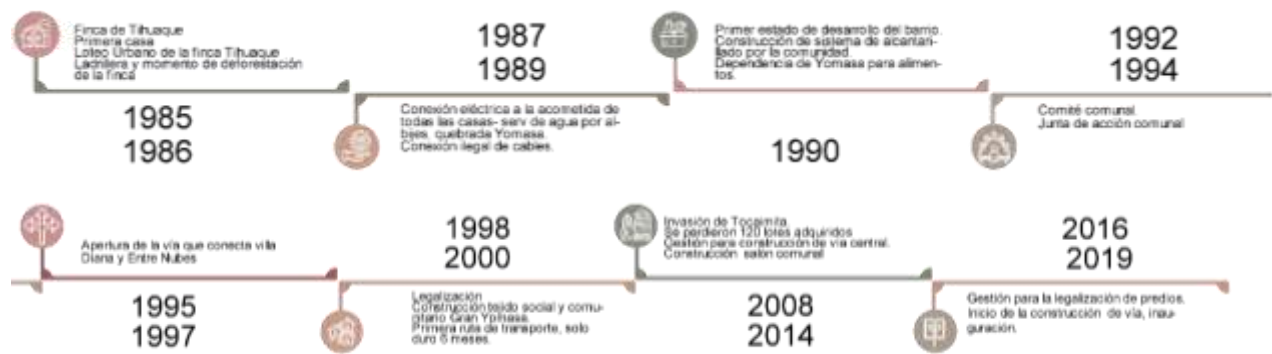 Finca de Tihuaque
Primera casa
Loteo Urbano de la finca Tihuaque
Ladrillera y momento de deforestación
de la finca
1985
1986
1987
1989
Conexión eléctrica a la acometida de
todas las casas- serv de agua por al-
bjies, quebrada Yomasa.
Conexión ilegal de cables.
Primer estado de desarrollo del barrio.
Construcción de sistema de alcantari-
llado por la comunidad.
Dependencia de Yomasa para alimen-
tos.
1990
1992
1994
Comité comunal.
Junta de acción comunal
Apertura de la vía que conecta villa
Diana y Entre Nubes
1995
1997
1998
2000
Legalización
Construcción tejido social y comu-
nitario Gran Yomasa.
Primera ruta de transporte, solo
duro 6 meses.
Invasión de Tocaimita.
Se perdieron 120 lotes adquiridos
Gestión para construcción de vía central.
Construcción salón comunal
2008
2014
2016
2019
Gestión para la legalización de predios.
Inicio de la construcción de vía, inau-
guración.